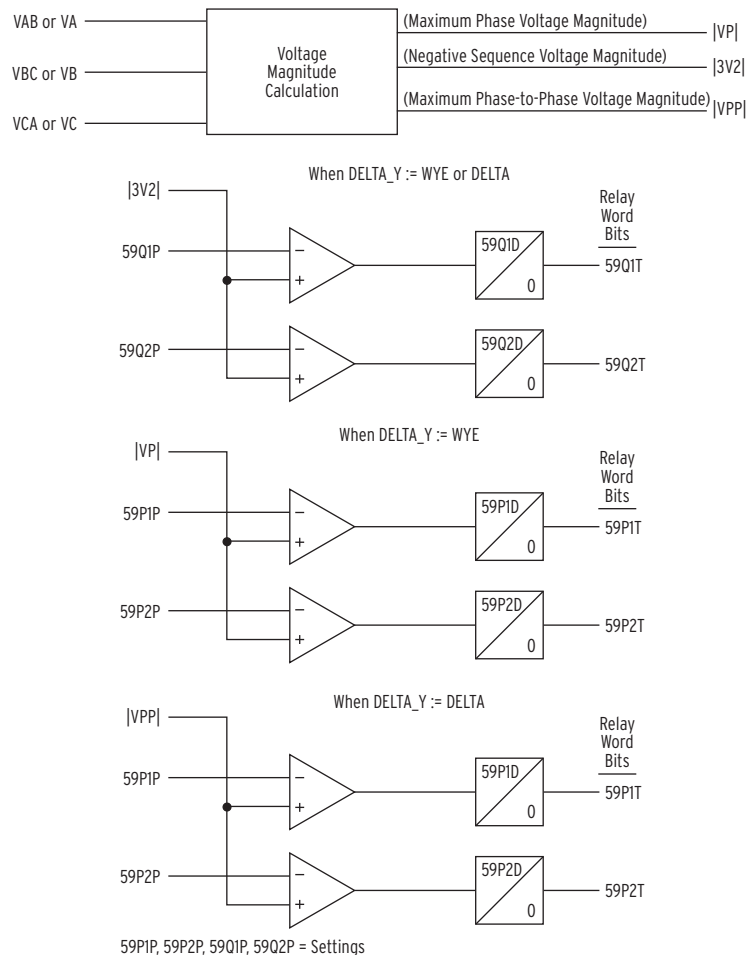 VAB or VA
VBC or VB
VCA or VC
Voltage
Magnitude
Calculation
(Maximum Phase Voltage Magnitude)
|VP|
(Negative Sequence Voltage Magnitude)
|3V2|
(Maximum Phase-to-Phase Voltage Magnitude)
|VPP|
When DELTA_Y := WYE or DELTA
|3V2|
Relay
Word
Bits
59Q1P
−
+
59Q1D
0
59Q1T
59Q2P
−
+
59Q2D
0
59Q2T
When DELTA_Y := WYE
|VP|
Relay
Word
Bits
59P1P
−
+
59P1D
0
59P1T
59P2P
−
+
59P2D
0
59P2T
When DELTA_Y := DELTA
|VPP|
Relay
Word
Bits
59P1P
−
+
59P1D
0
59P1T
59P2P
−
+
59P2D
0
59P2T
59P1P, 59P2P, 59Q1P, 59Q2P = Settings